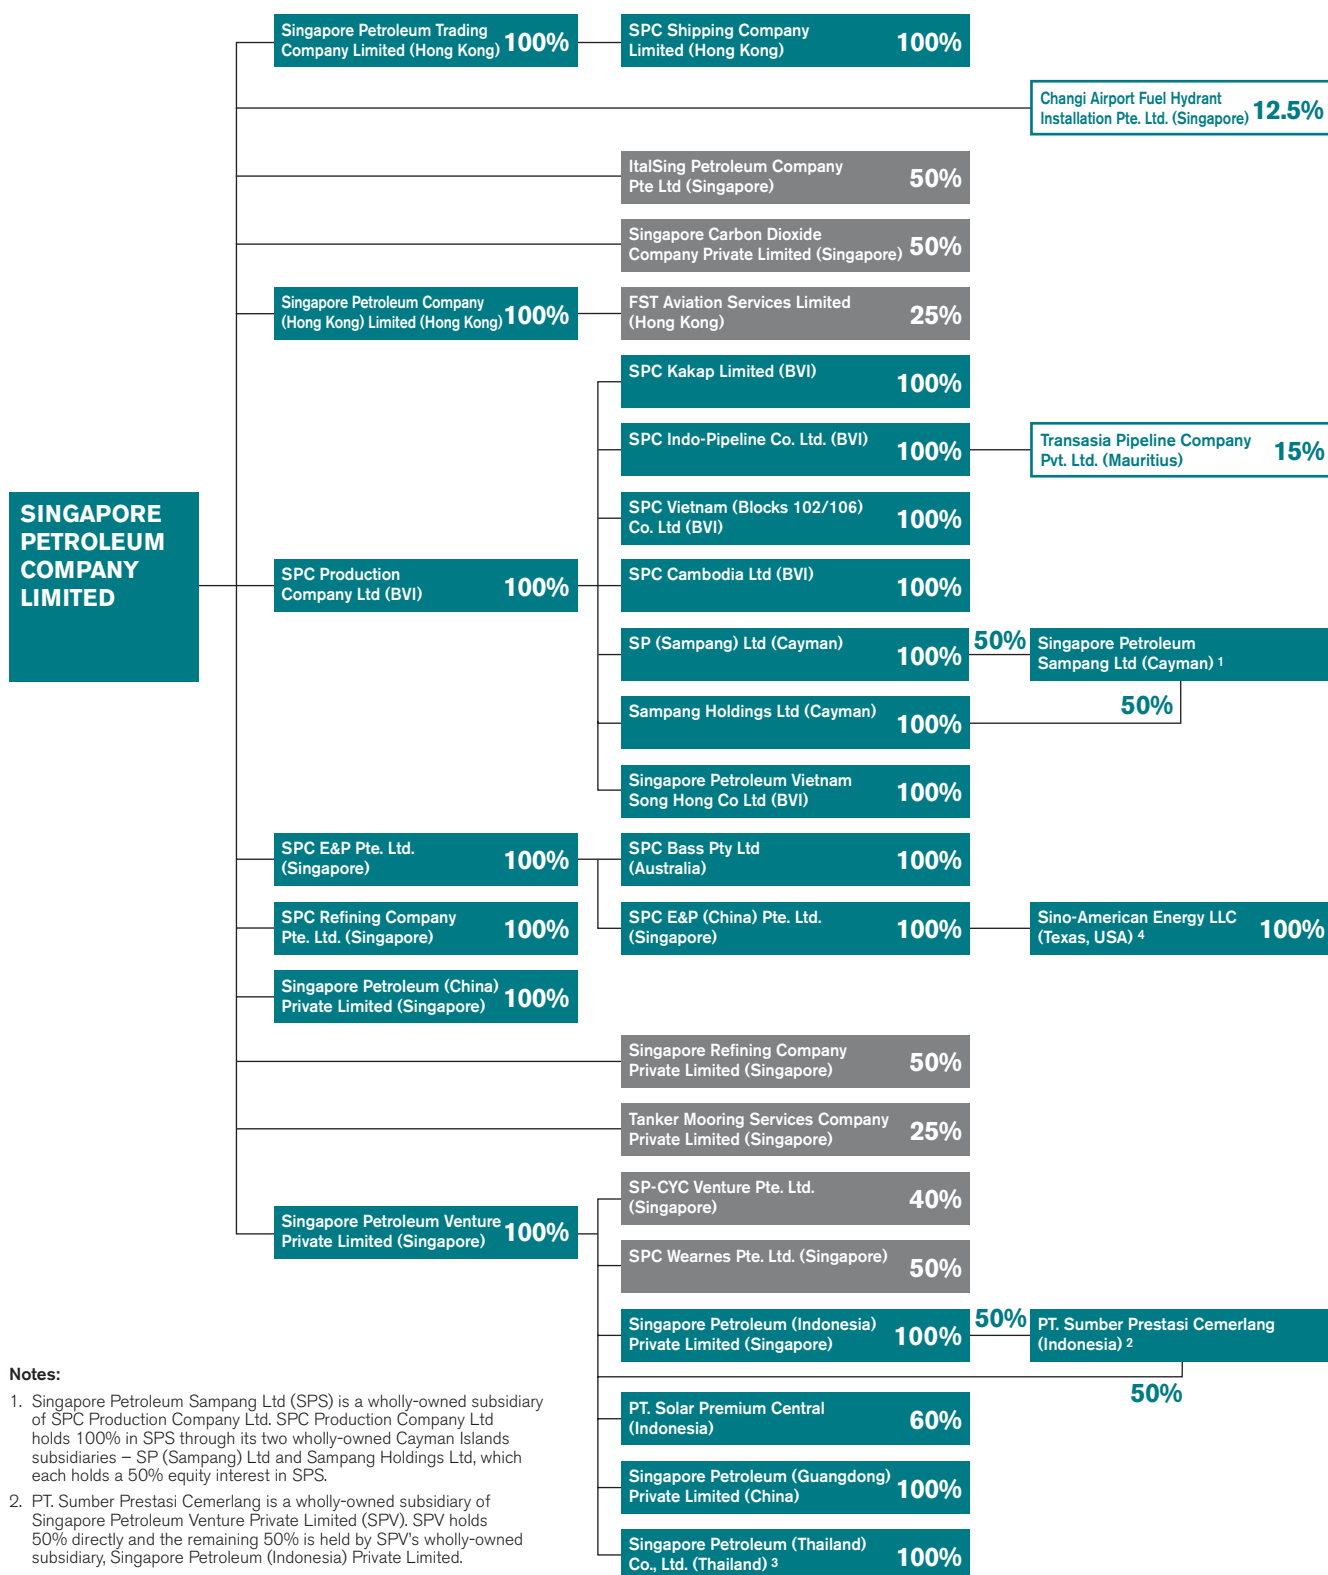 Singapore Petroleum Trading
Company Limited (Hong Kong) 100%
SPC Shipping Company
Limited (Hong Kong) 100%
Changi Airport Fuel Hydrant
Installation Pte. Ltd. (Singapore) 12.5%
ItalSing Petroleum Company
Pte Ltd (Singapore) 50%
Singapore Carbon Dioxide
Company Private Limited (Singapore) 50%
Singapore Petroleum Company
(Hong Kong) Limited (Hong Kong) 100%
FST Aviation Services Limited
(Hong Kong) 25%
SPC Kakap Limited (BVI)
100%
SPC Indo-Pipeline Co. Ltd. (BVI)
100%
Transasia Pipeline Company
Pvt. Ltd. (Mauritius) 15%
SINGAPORE
PETROLEUM
COMPANY
LIMITED
SPC Vietnam (Blocks 102/106)
Co. Ltd (BVI) 100%
SPC Production
Company Ltd (BVI) 100%
SPC Cambodia Ltd (BVI)
100%
SP (Sampang) Ltd (Cayman)
100%
50%
Singapore Petroleum
Sampang Ltd (Cayman) 1
Sampang Holdings Ltd (Cayman)
100%
50%
Singapore Petroleum Vietnam
Song Hong Co Ltd (BVI) 100%
SPC E&P Pte. Ltd.
(Singapore) 100%
SPC Bass Pty Ltd
(Australia) 100%
SPC Refining Company
Pte. Ltd. (Singapore) 100%
SPC E&P (China) Pte. Ltd.
(Singapore) 100%
Sino-American Energy LLC
(Texas, USA) 4 100%
Singapore Petroleum (China)
Private Limited (Singapore) 100%
Singapore Refining Company
Private Limited (Singapore) 50%
Tanker Mooring Services Company
Private Limited (Singapore) 25%
SP-CYC Venture Pte. Ltd.
(Singapore) 40%
Singapore Petroleum Venture
Private Limited (Singapore) 100%
SPC Wearnes Pte. Ltd. (Singapore)
50%
Singapore Petroleum (Indonesia)
Private Limited (Singapore) 100%
50%
PT. Sumber Prestasi Cemerlang
(Indonesia) 2
50%
PT. Solar Premium Central
(Indonesia) 60%
Singapore Petroleum (Guangdong)
Private Limited (China) 100%
Singapore Petroleum (Thailand)
Co., Ltd. (Thailand) 3 100%
Notes:
1. Singapore Petroleum Sampang Ltd (SPS) is a wholly-owned subsidiary
of SPC Production Company Ltd. SPC Production Company Ltd
holds 100% in SPS through its two wholly-owned Cayman Islands
subsidiaries – SP (Sampang) Ltd and Sampang Holdings Ltd, which
each holds a 50% equity interest in SPS.
2. PT. Sumber Prestasi Cemerlang is a wholly-owned subsidiary of
Singapore Petroleum Venture Private Limited (SPV). SPV holds
50% directly and the remaining 50% is held by SPV's wholly-owned
subsidiary, Singapore Petroleum (Indonesia) Private Limited.